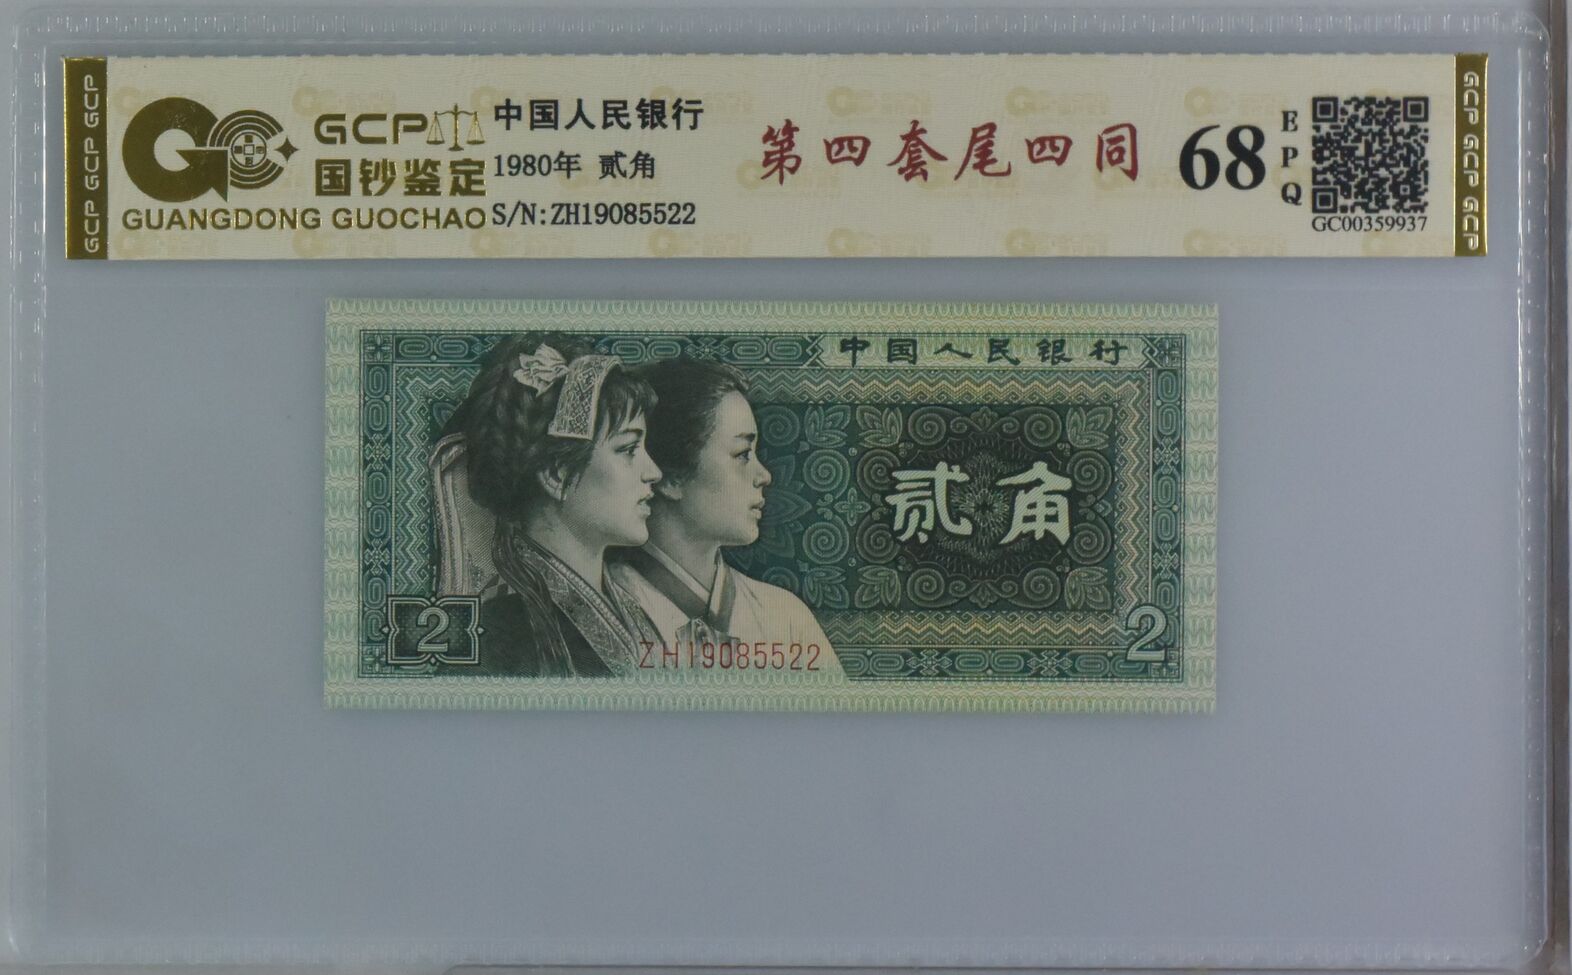 GCP
国钞鉴定
GUANGDONG GUOCHAO
中国人民银行
1980年 贰角
S/N:ZH19085522
第四套尾四同
68
EPQ
GC00359937
GCP GCP GCP
GCP GCP GCP GCP
中国人民银行
贰角
2
2
ZH19085522